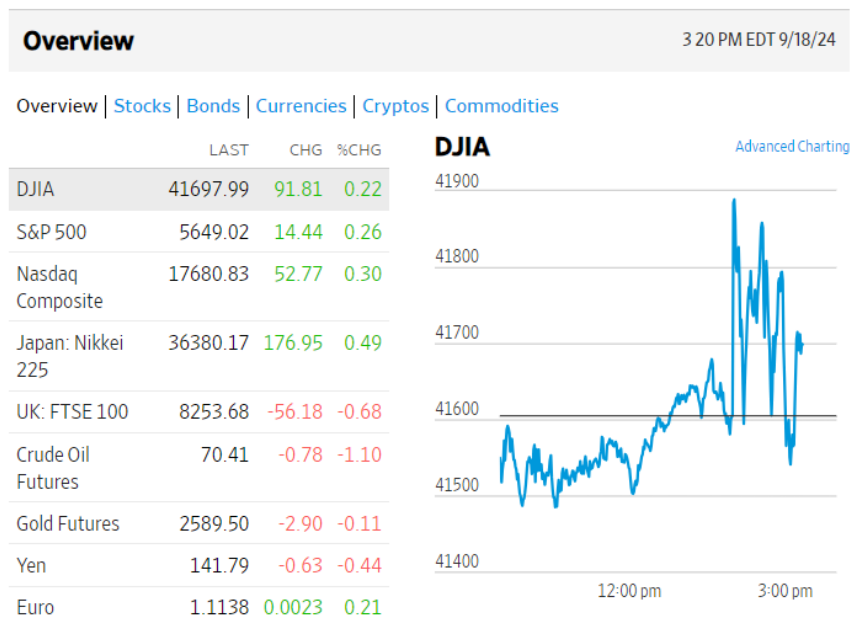 Overview
3 20 PM EDT 9/18/24
Overview | Stocks | Bonds | Currencies | Cryptos | Commodities
LAST CHG %CHG
DJIA 41697.99 91.81 0.22
S&P 500 5649.02 14.44 0.26
Nasdaq Composite 17680.83 52.77 0.30
Japan: Nikkei 225 36380.17 176.95 0.49
UK: FTSE 100 8253.68 -56.18 -0.68
Crude Oil Futures 70.41 -0.78 -1.10
Gold Futures 2589.50 -2.90 -0.11
Yen 141.79 -0.63 -0.44
Euro 1.1138 0.0023 0.21
DJIA
Advanced Charting
41900
41800
41700
41600
41500
41400
12:00 pm 3:00 pm